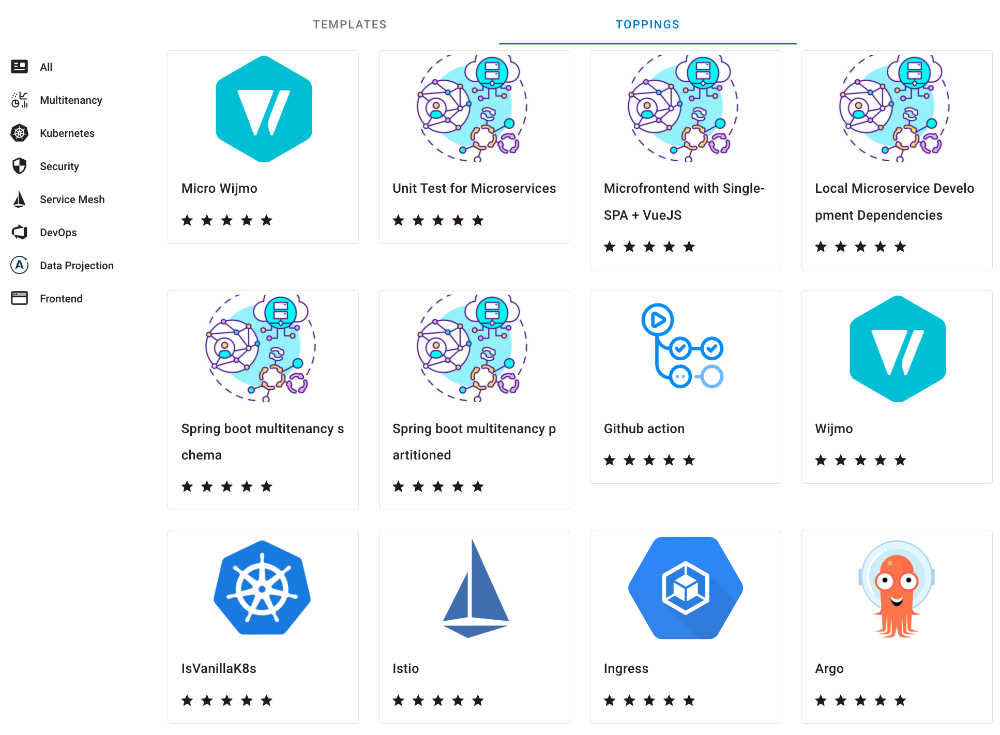 TEMPLATES
TOPPINGS
All
Multitenancy
Kubernetes
Security
Service Mesh
DevOps
Data Projection
Frontend
Micro Wijmo
Unit Test for Microservices
Microfrontend with Single-
SPA + VueJS
Local Microservice Develo
pment Dependencies
Spring boot multitenancy s
chema
Spring boot multitenancy p
artitioned
Github action
Wijmo
IsVanillaK8s
Istio
Ingress
Argo